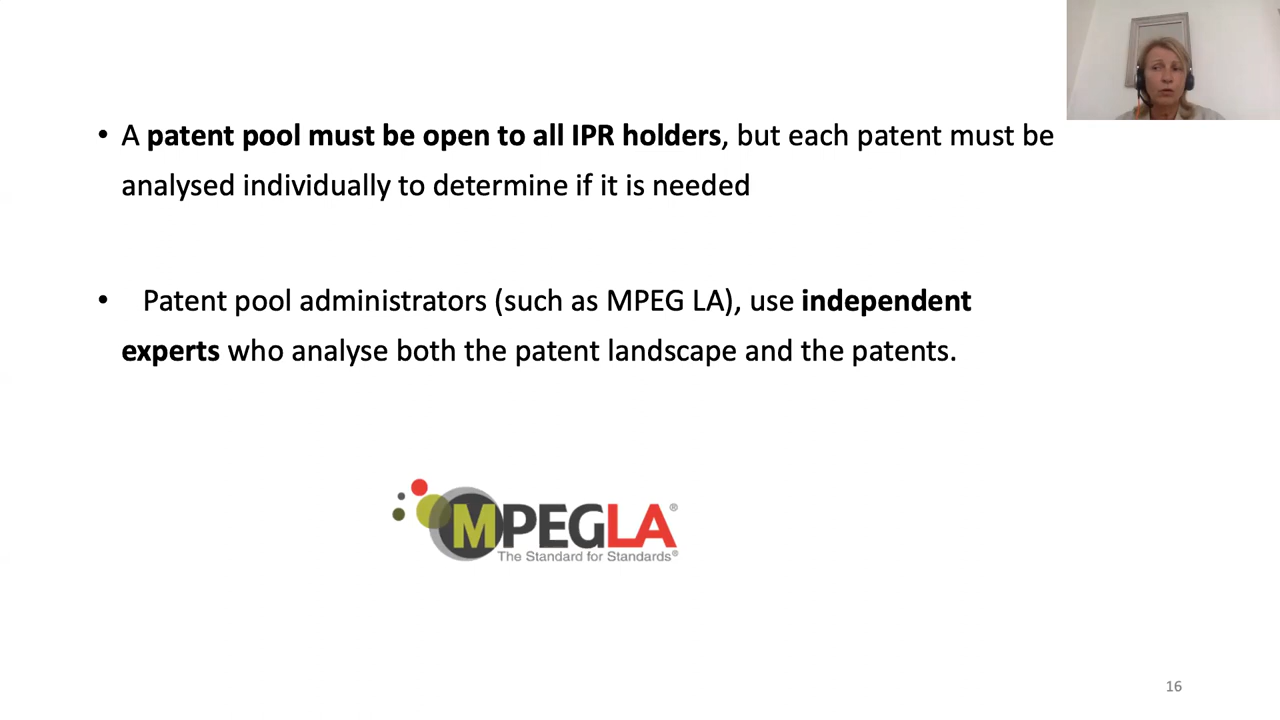 • A patent pool must be open to all IPR holders, but each patent must be
analysed individually to determine if it is needed
• Patent pool administrators (such as MPEG LA), use independent
experts who analyse both the patent landscape and the patents.
MPEGLA®
The Standard for Standards®
16